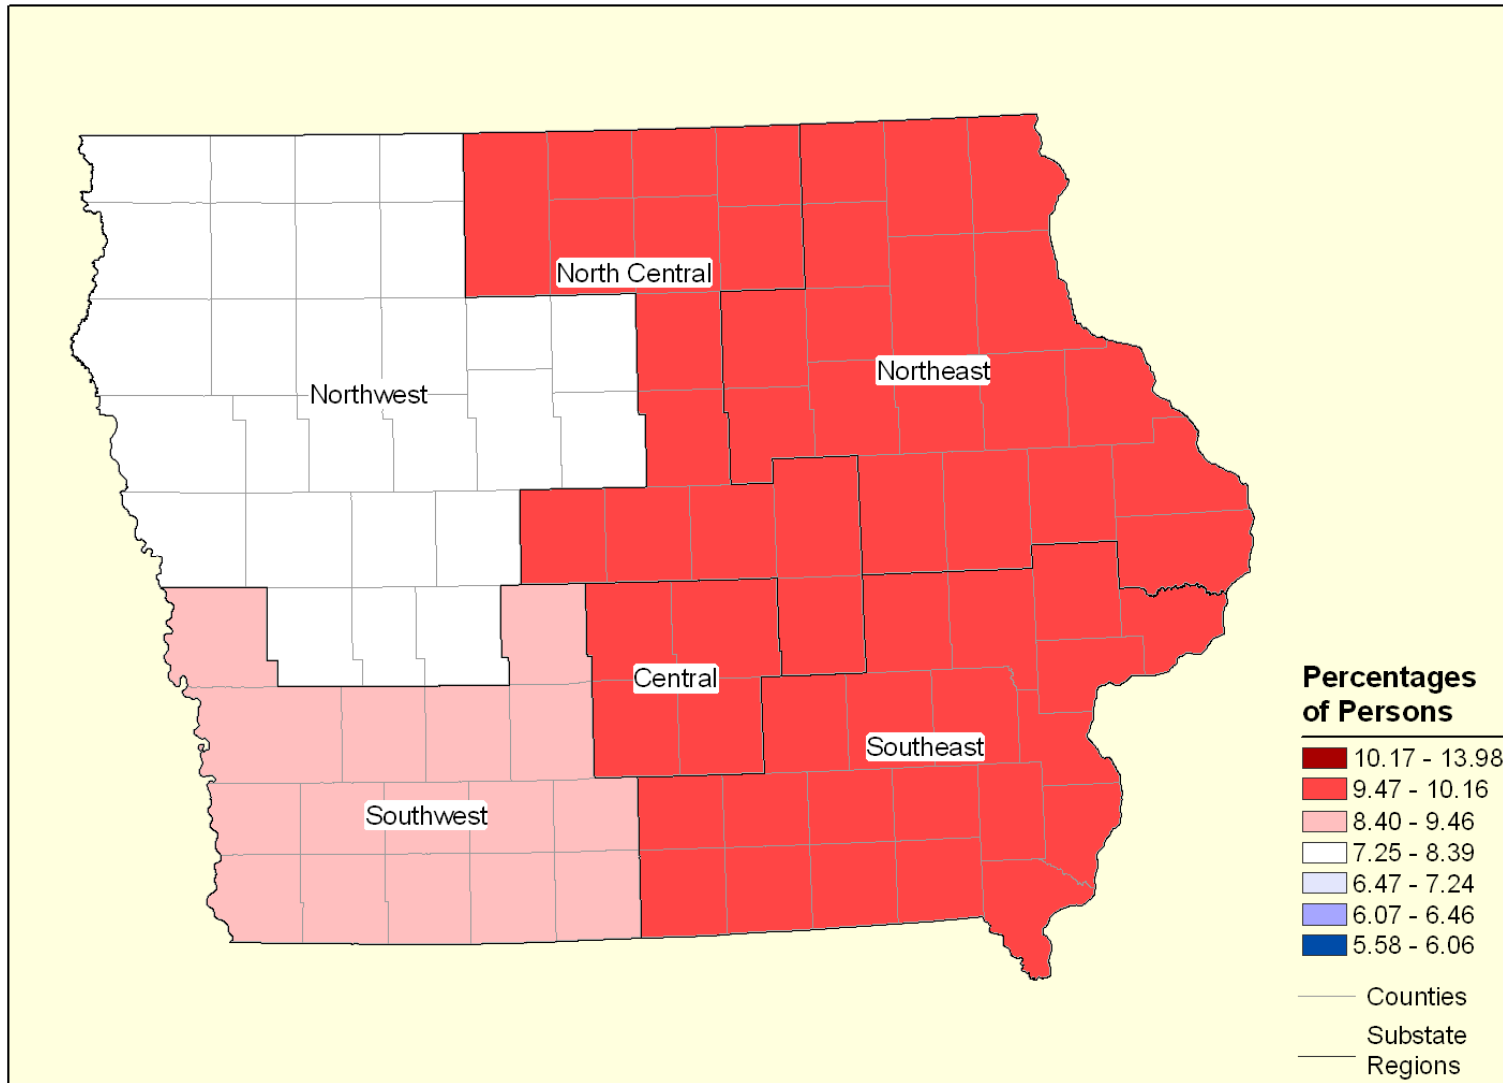 North Central
Northeast
Northwest
Central
Southeast
Southwest
Percentages
of Persons
10.17 - 13.98
9.47 - 10.16
8.40 - 9.46
7.25 - 8.39
6.47 - 7.24
6.07 - 6.46
5.58 - 6.06
Counties
Substate
Regions